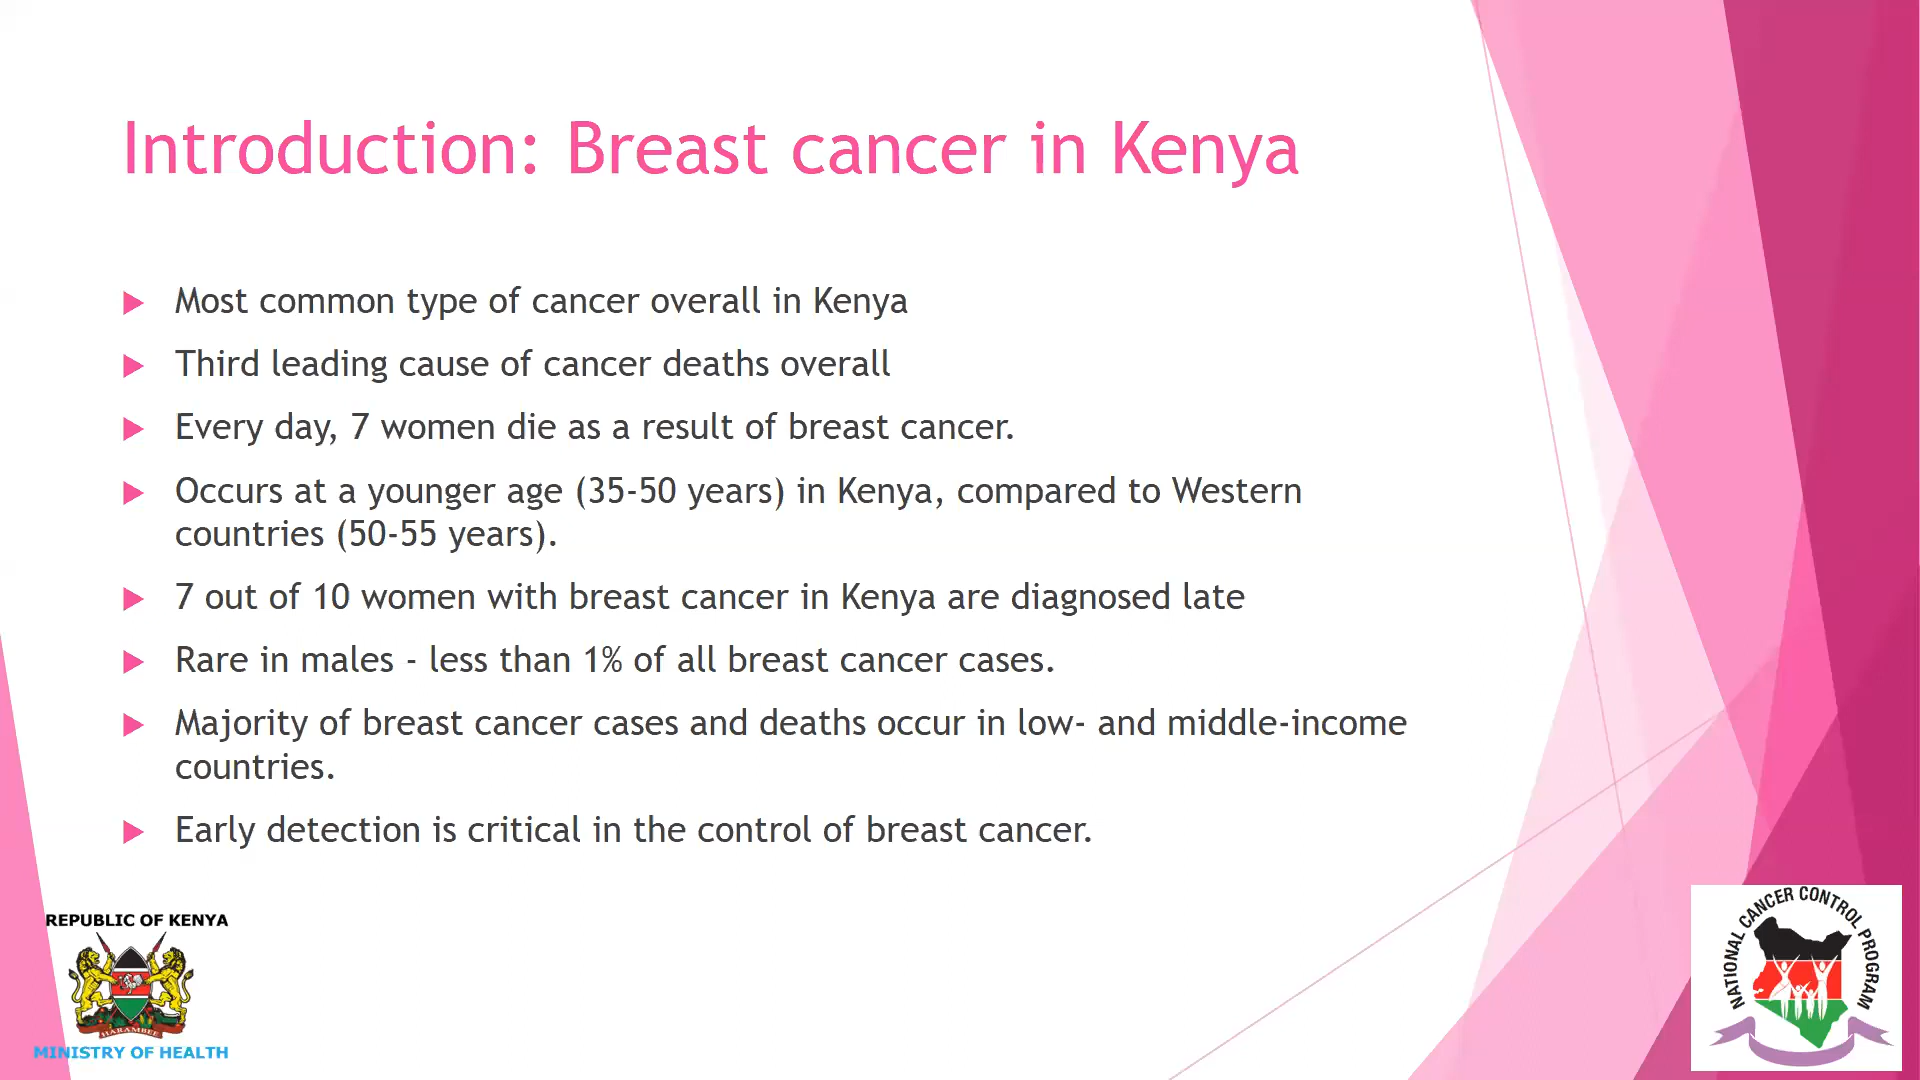 Introduction: Breast cancer in Kenya
Most common type of cancer overall in Kenya
Third leading cause of cancer deaths overall
Every day, 7 women die as a result of breast cancer.
Occurs at a younger age (35-50 years) in Kenya, compared to Western
countries (50-55 years).
7 out of 10 women with breast cancer in Kenya are diagnosed late
Rare in males - less than 1% of all breast cancer cases.
Majority of breast cancer cases and deaths occur in low- and middle-income
countries.
Early detection is critical in the control of breast cancer.
REPUBLIC OF KENYA
HARAMBEE
MINISTRY OF HEALTH
NATIONAL CANCER CONTROL PROGRAM